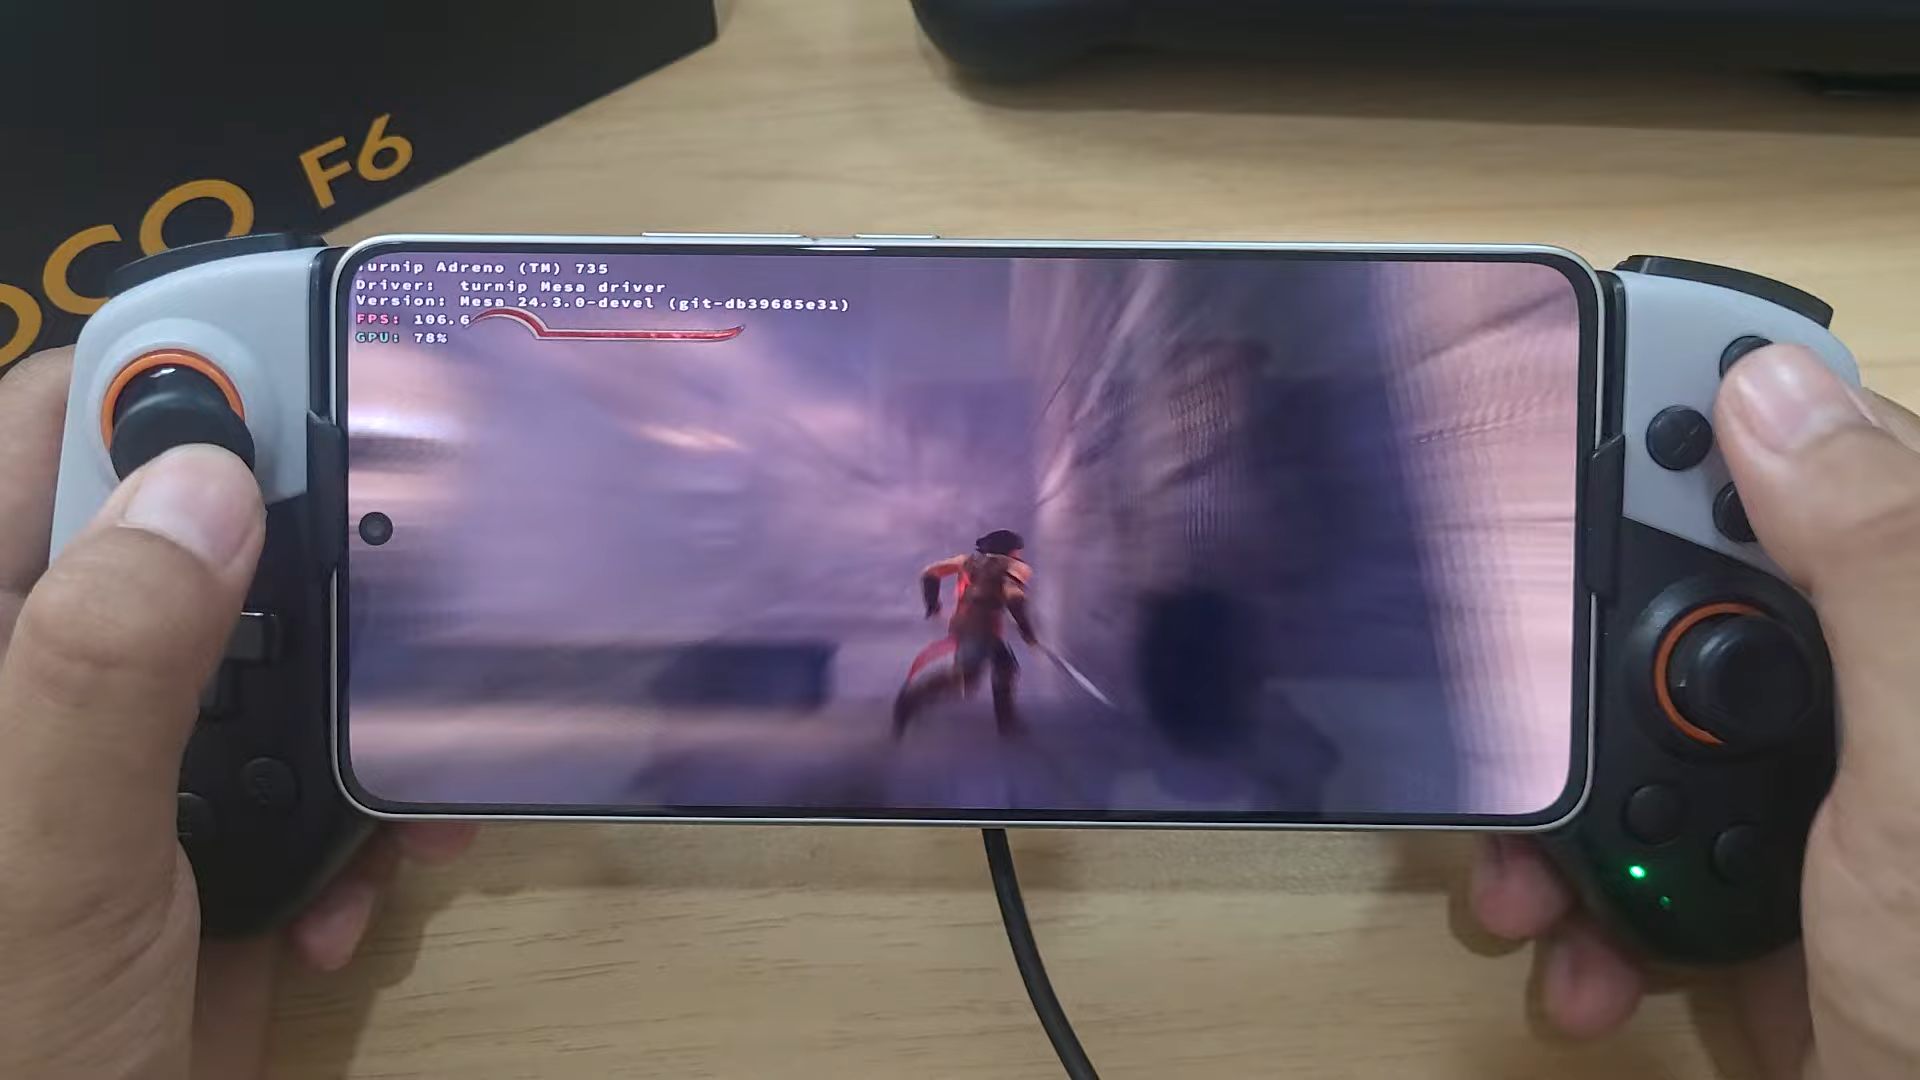 OCO F6
urnip Adreno (TM) 735
Driver: turnip Mesa driver
Version: Mesa 24.3.0-devel (git-db39685e31)
FPS: 106.6
GPU: 78%